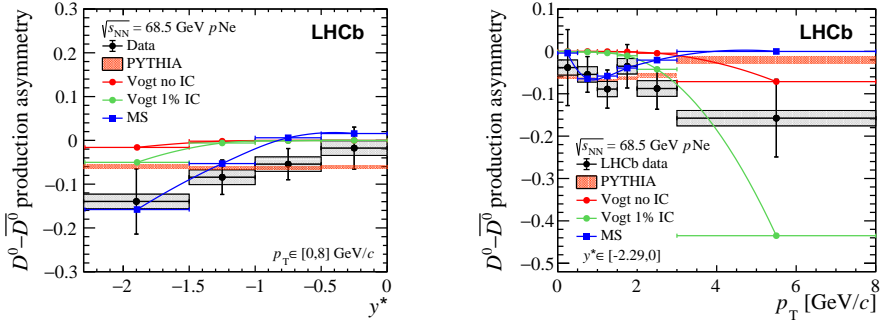 LHCb
√s_NN = 68.5 GeV pNe
Data
PYTHIA
Vogt no IC
Vogt 1% IC
MS
D⁰−D̅⁰ production asymmetry
0.3
0.2
0.1
0
−0.1
−0.2
−0.3
p_T∈[0,8] GeV/c
−2 −1.5 −1 −0.5 0
y*
LHCb
√s_NN = 68.5 GeV pNe
LHCb data
PYTHIA
Vogt no IC
Vogt 1% IC
MS
D⁰−D̅⁰ production asymmetry
0.1
0
−0.1
−0.2
−0.3
−0.4
−0.5
y*∈[-2.29,0]
0 2 4 6 8
p_T [GeV/c]